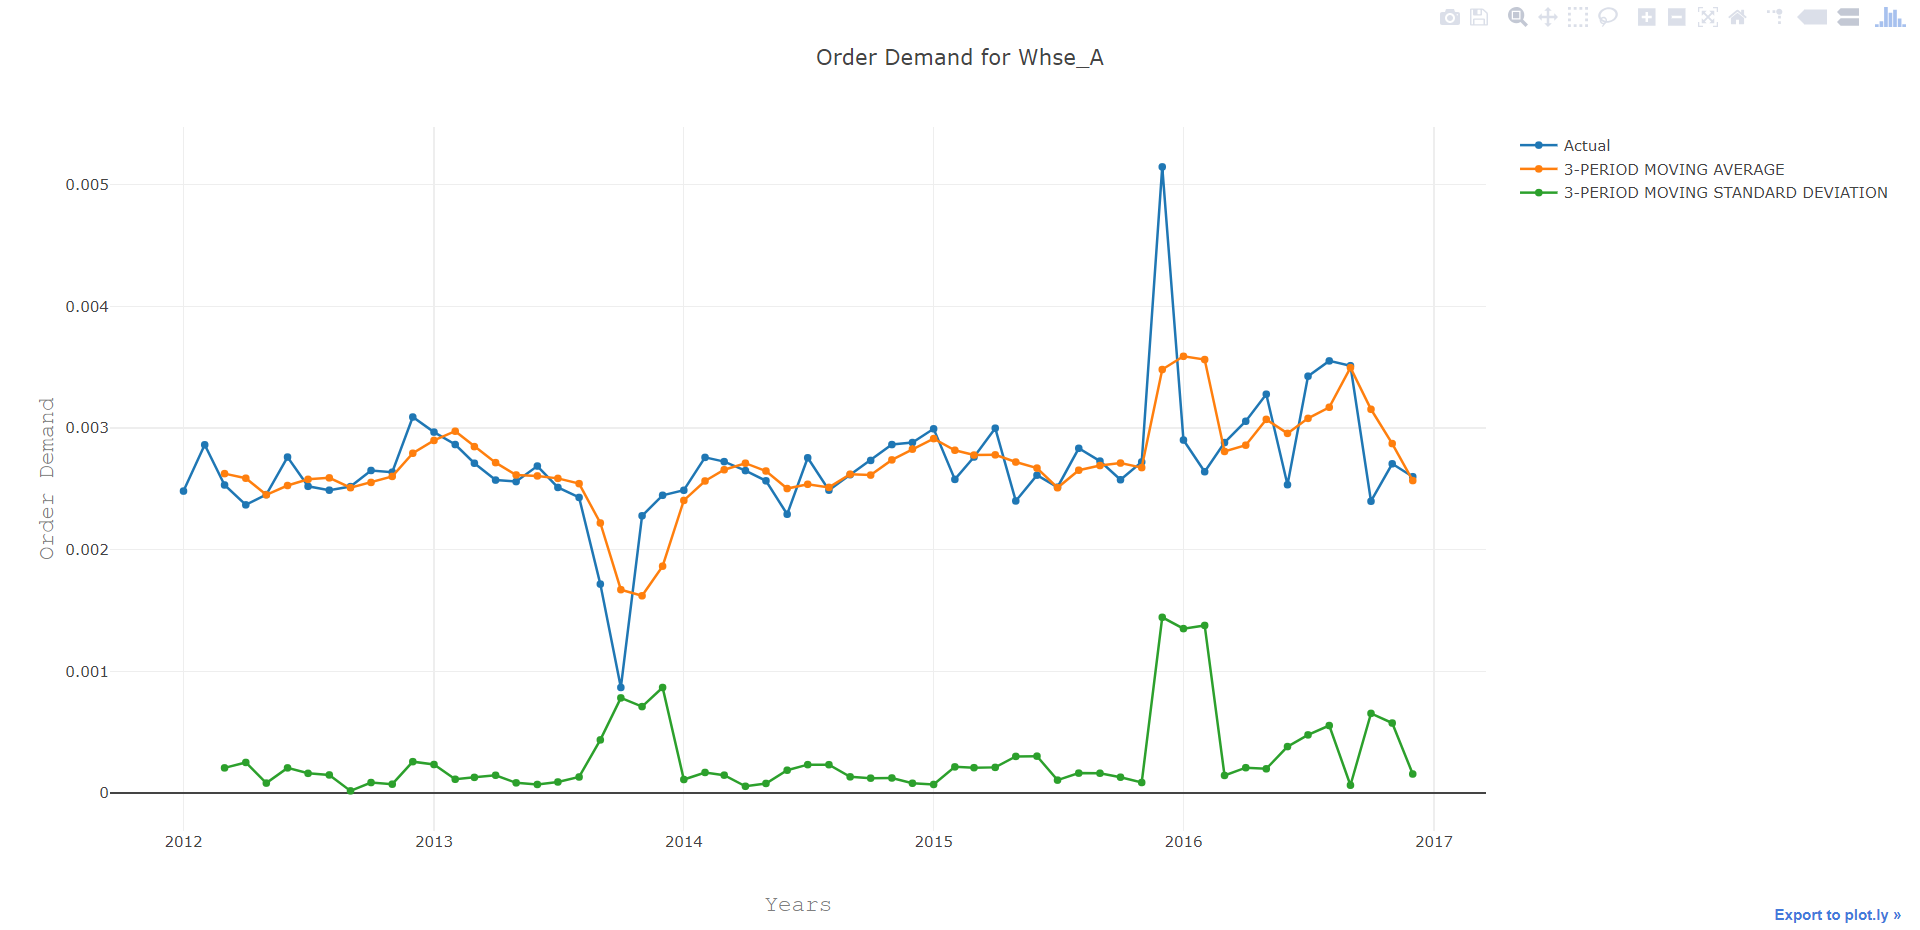 Order Demand for Whse_A
Actual
3-PERIOD MOVING AVERAGE
3-PERIOD MOVING STANDARD DEVIATION
0.005
0.004
0.003
0.002
0.001
0
Order Demand
2012
2013
2014
2015
2016
2017
Years
Export to plot.ly »